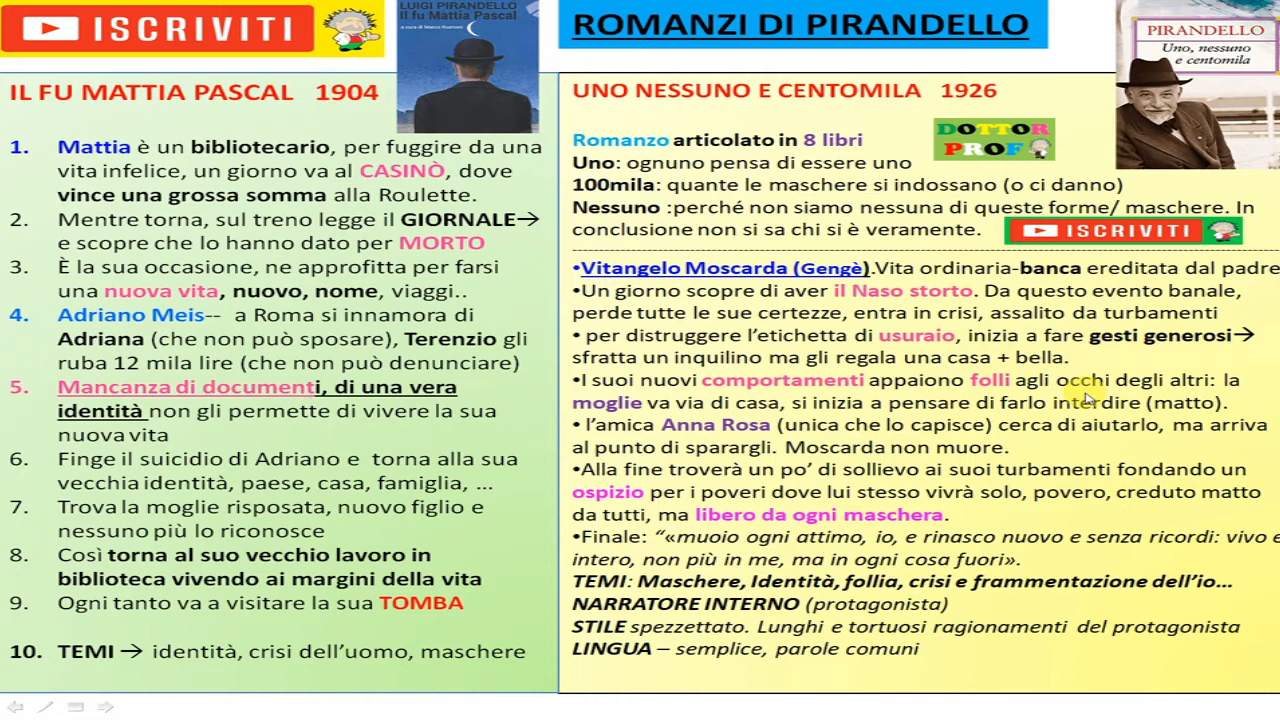 ISCRIVITI
LUIGI PIRANDELLO
Il fu Mattia Pascal
ROMANZI DI PIRANDELLO
PIRANDELLO
Uno, nessuno
e centomila
IL FU MATTIA PASCAL 1904
1. Mattia è un bibliotecario, per fuggire da una
vita infelice, un giorno va al CASINÒ, dove
vince una grossa somma alla Roulette.
2. Mentre torna, sul treno legge il GIORNALE→
e scopre che lo hanno dato per MORTO
3. È la sua occasione, ne approfitta per farsi
una nuova vita, nuovo, nome, viaggi..
4. Adriano Meis-- a Roma si innamora di
Adriana (che non può sposare), Terenzio gli
ruba 12 mila lire (che non può denunciare)
5. Mancanza di documenti, di una vera
identità non gli permette di vivere la sua
nuova vita
6. Finge il suicidio di Adriano e torna alla sua
vecchia identità, paese, casa, famiglia, ...
7. Trova la moglie risposata, nuovo figlio e
nessuno più lo riconosce
8. Così torna al suo vecchio lavoro in
biblioteca vivendo ai margini della vita
9. Ogni tanto va a visitare la sua TOMBA
10. TEMI → identità, crisi dell'uomo, maschere
UNO NESSUNO E CENTOMILA 1926
DOTTOR
PROF
Romanzo articolato in 8 libri
Uno: ognuno pensa di essere uno
100mila: quante le maschere si indossano (o ci danno)
Nessuno :perché non siamo nessuna di queste forme/ maschere. In
conclusione non si sa chi si è veramente.
ISCRIVITI
•Vitangelo Moscarda (Gengè).Vita ordinaria-banca ereditata dal padre
•Un giorno scopre di aver il Naso storto. Da questo evento banale,
perde tutte le sue certezze, entra in crisi, assalito da turbamenti
• per distruggere l'etichetta di usuraio, inizia a fare gesti generosi→
sfratta un inquilino ma gli regala una casa + bella.
•I suoi nuovi comportamenti appaiono folli agli occhi degli altri: la
moglie va via di casa, si inizia a pensare di farlo interdire (matto).
• l'amica Anna Rosa (unica che lo capisce) cerca di aiutarlo, ma arriva
al punto di sparargli. Moscarda non muore.
•Alla fine troverà un po' di sollievo ai suoi turbamenti fondando un
ospizio per i poveri dove lui stesso vivrà solo, povero, creduto matto
da tutti, ma libero da ogni maschera.
•Finale: "«muoio ogni attimo, io, e rinasco nuovo e senza ricordi: vivo e
intero, non più in me, ma in ogni cosa fuori».
TEMI: Maschere, Identità, follia, crisi e frammentazione dell'io...
NARRATORE INTERNO (protagonista)
STILE spezzettato. Lunghi e tortuosi ragionamenti del protagonista
LINGUA – semplice, parole comuni